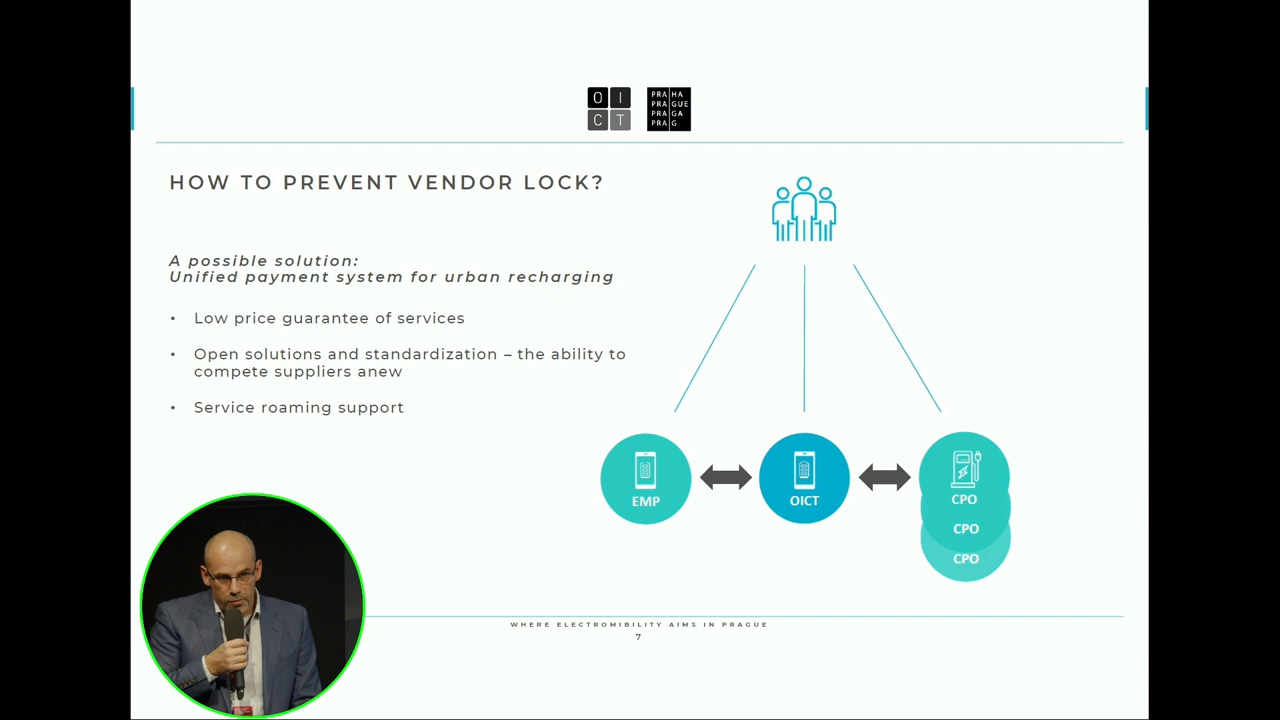 O I
C T
PRA HA
PRA GUE
PRA GA
PRA G
HOW TO PREVENT VENDOR LOCK?
A possible solution:
Unified payment system for urban recharging
• Low price guarantee of services
• Open solutions and standardization – the ability to
compete suppliers anew
• Service roaming support
EMP
OICT
CPO
CPO
CPO
WHERE ELECTROMIBILITY AIMS IN PRAGUE
7